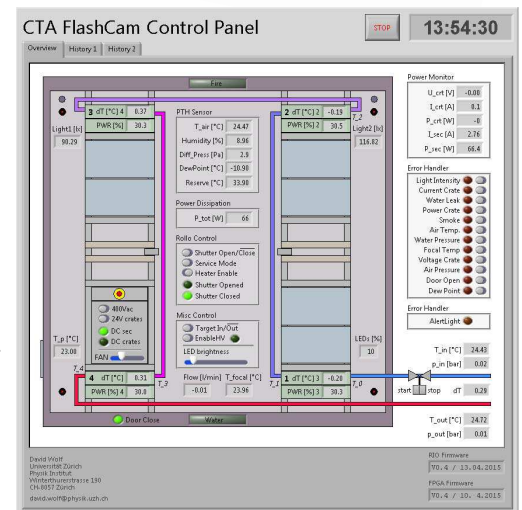 CTA FlashCam Control Panel
STOP
13:54:30
Overview
History 1
History 2
Fire
3 dT [°C] 4 0.37
PWR [%] 30.3
2 dT [°C] 2 -0.19
PWR [%] 2 30.5
T_2
Light1 [lx]
90.29
Light2 [lx]
116.82
PTH Sensor
T_air [°C] 24.47
Humidity [%] 8.96
Diff_Press [Pa] 2.9
DewPoint [°C] -10.90
Reserve [°C] 33.90
Power Dissipation
P_tot [W] 66
Rollo Control
Shutter Open/Close
Service Mode
Heater Enable
Shutter Opened
Shutter Closed
Misc Control
Target In/Out
EnableHV
LED brightness
Flow [l/min] T_focal [°C]
-0.01 23.96
400Vac
24V crates
DC sec
DC crates
FAN
T_p [°C]
23.00
T_4
4 dT [°C] 0.31
PWR [%] 4 30.0
T_3
T_1
1 dT [°C] 3 -0.28
PWR [%] 3 30.3
T_0
LEDs [%]
10
Door Close
Water
Power Monitor
U_crt [V] -0.00
I_crt [A] 0.1
P_crt [W] -0
I_sec [A] 2.76
P_sec [W] 66.4
Error Handler
Light Intensity
Current Crate
Water Leak
Power Crate
Smoke
Air Temp.
Water Pressure
Focal Temp
Voltage Crate
Air Pressure
Door Open
Dew Point
Error Handler
AlertLight
T_in [°C] 24.43
p_in [bar] 0.02
start stop dT 0.29
T_out [°C] 24.72
p_out [bar] 0.01
David Wolf
Universität Zürich
Physik Institut
Winterthurerstrasse 190
CH-8057 Zürich
david.wolf@physik.uzh.ch
RIO Firmware
V0.4 / 13.04.2015
FPGA Firmware
V0.4 / 10. 4.2015